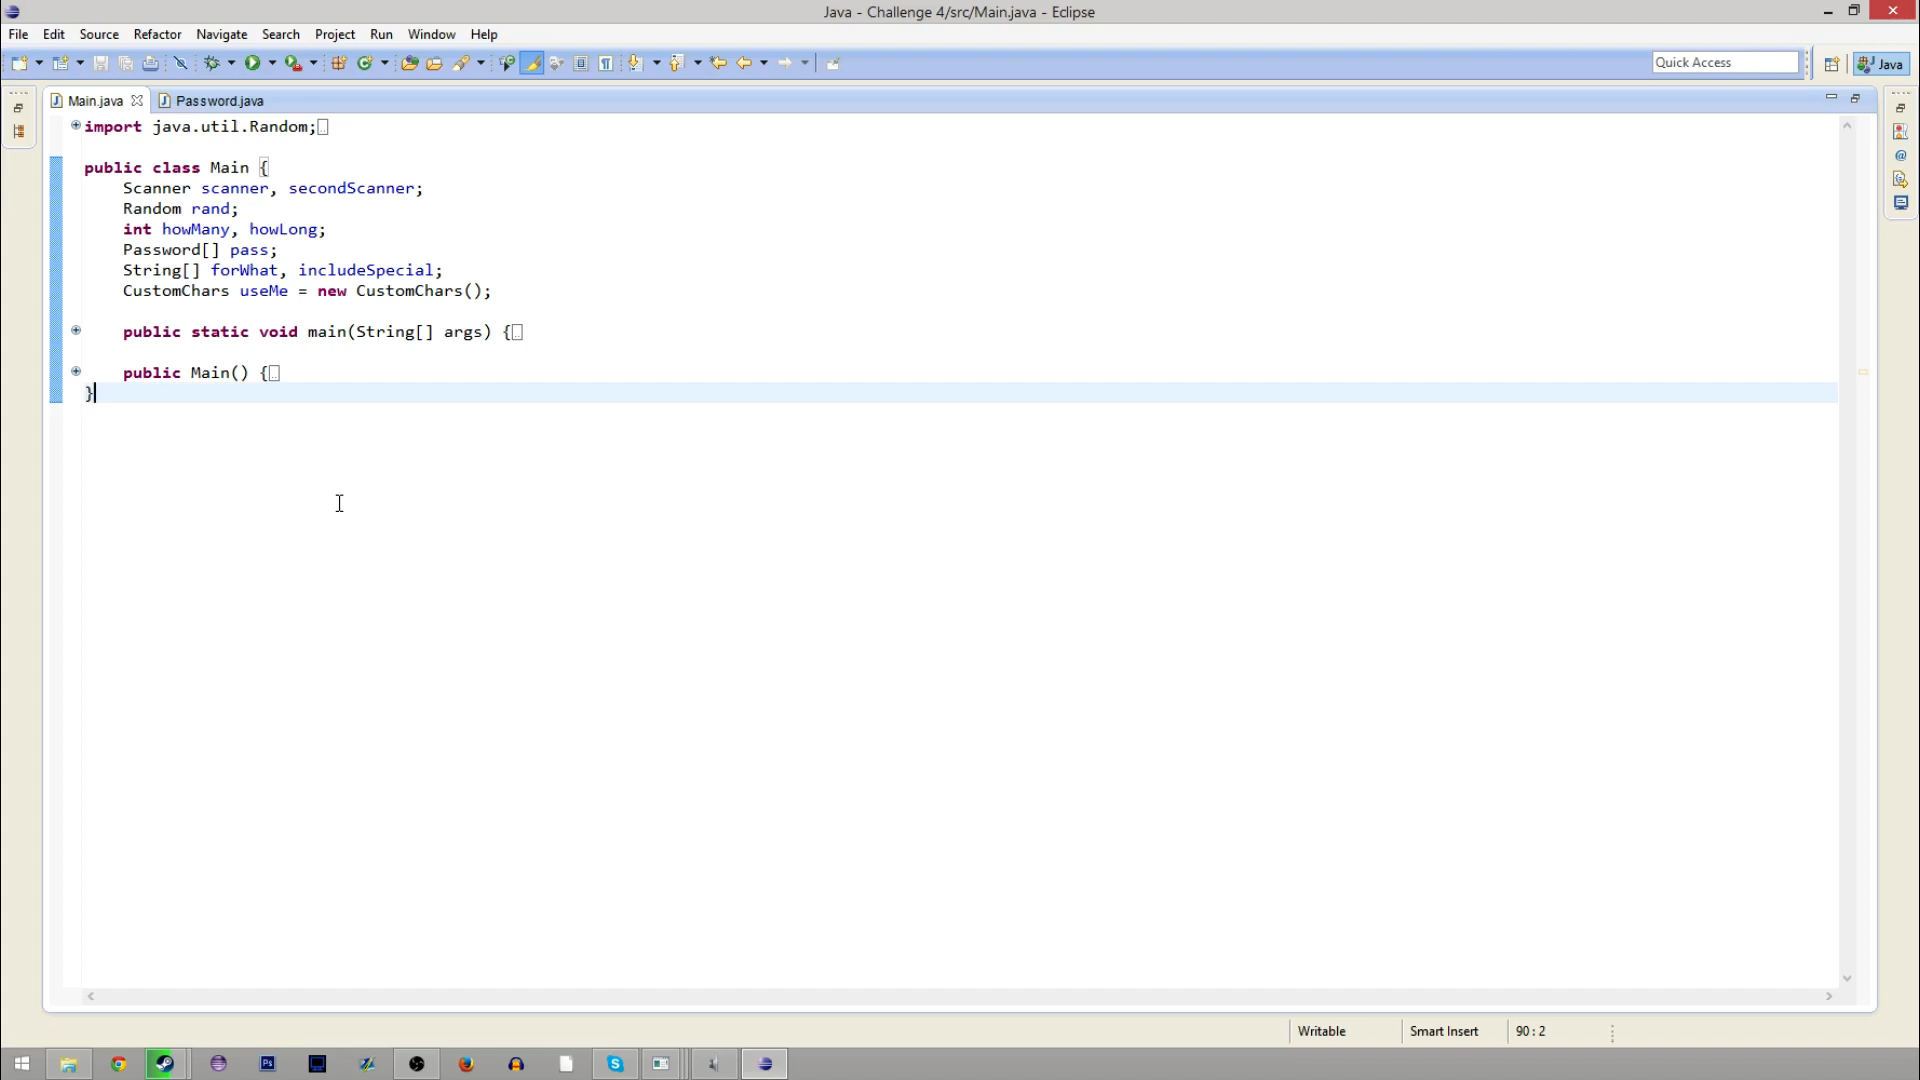 Java - Challenge 4/src/Main.java - Eclipse
File Edit Source Refactor Navigate Search Project Run Window Help
Quick Access
Java
Main.java
Password.java
import java.util.Random;
public class Main {
Scanner scanner, secondScanner;
Random rand;
int howMany, howLong;
Password[] pass;
String[] forWhat, includeSpecial;
CustomChars useMe = new CustomChars();
public static void main(String[] args) {
public Main() {
}
Writable
Smart Insert
90 : 2